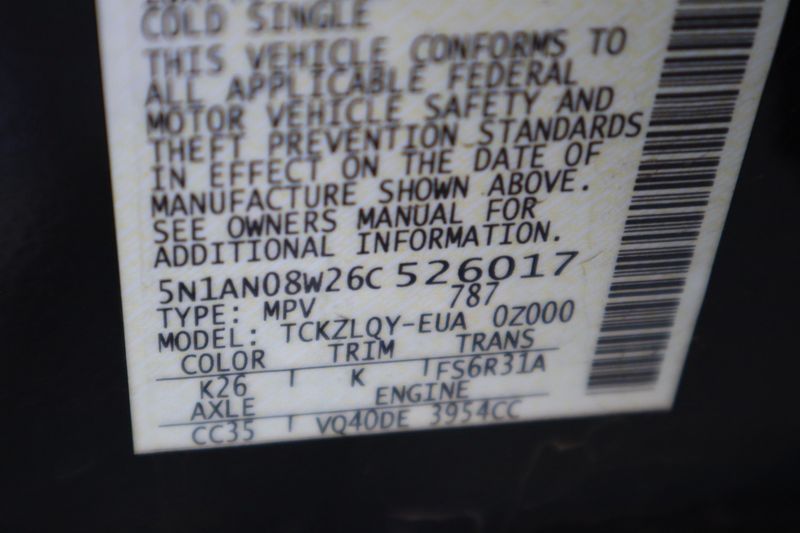 COLD SINGLE
THIS VEHICLE CONFORMS TO
ALL APPLICABLE FEDERAL
MOTOR VEHICLE SAFETY AND
THEFT PREVENTION STANDARDS
IN EFFECT ON THE DATE OF
MANUFACTURE SHOWN ABOVE.
SEE OWNERS MANUAL FOR
ADDITIONAL INFORMATION.
5N1AN08W26C 526017
TYPE: MPV 787
MODEL: TCKZLQY-EUA 0Z000
COLOR TRIM TRANS
K26 K FS6R31A
AXLE ENGINE
CC35 VQ40DE 3954CC